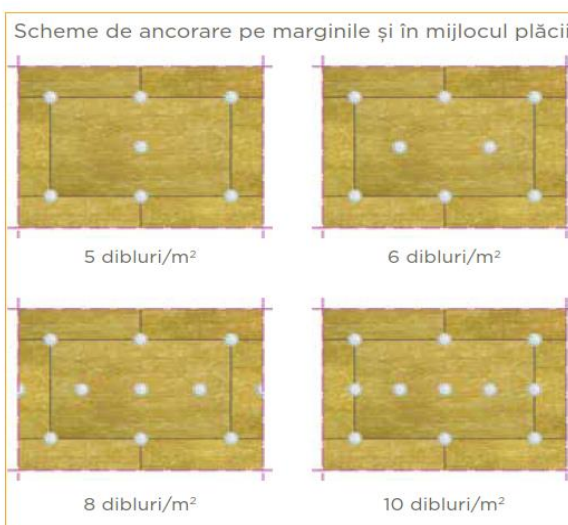 Scheme de ancorare pe marginile și în mijlocul plăcii
5 dibluri/m²
6 dibluri/m²
8 dibluri/m²
10 dibluri/m²